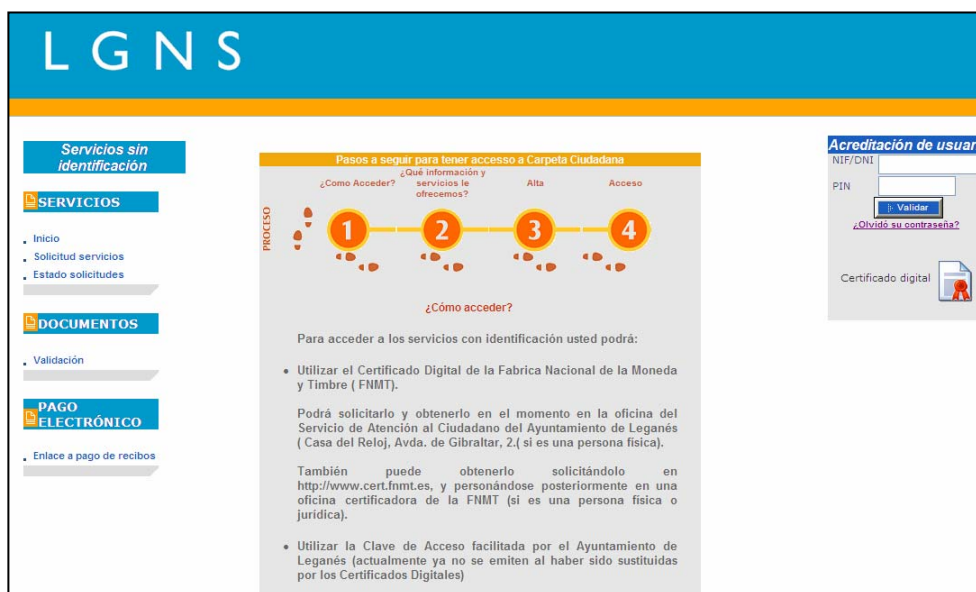 LGNS
Servicios sin
identificación
SERVICIOS
Inicio
Solicitud servicios
Estado solicitudes
DOCUMENTOS
Validación
PAGO
ELECTRÓNICO
Enlace a pago de recibos
Pasos a seguir para tener accesso a Carpeta Ciudadana
¿Como Acceder?
¿Qué información y
servicios le
ofrecemos?
Alta
Acceso
PROCESO
1
2
3
4
¿Cómo acceder?
Para acceder a los servicios con identificación usted podrá:
• Utilizar el Certificado Digital de la Fabrica Nacional de la Moneda
y Timbre ( FNMT).
Podrá solicitarlo y obtenerlo en el momento en la oficina del
Servicio de Atención al Ciudadano del Ayuntamiento de Leganés
( Casa del Reloj, Avda. de Gibraltar, 2.( si es una persona física).
También puede obtenerlo solicitándolo en
http://www.cert.fnmt.es, y personándose posteriormente en una
oficina certificadora de la FNMT (si es una persona física o
jurídica).
• Utilizar la Clave de Acceso facilitada por el Ayuntamiento de
Leganés (actualmente ya no se emiten al haber sido sustituidas
por los Certificados Digitales)
Acreditación de usuar
NIF/DNI
PIN
Validar
¿Olvidó su contraseña?
Certificado digital